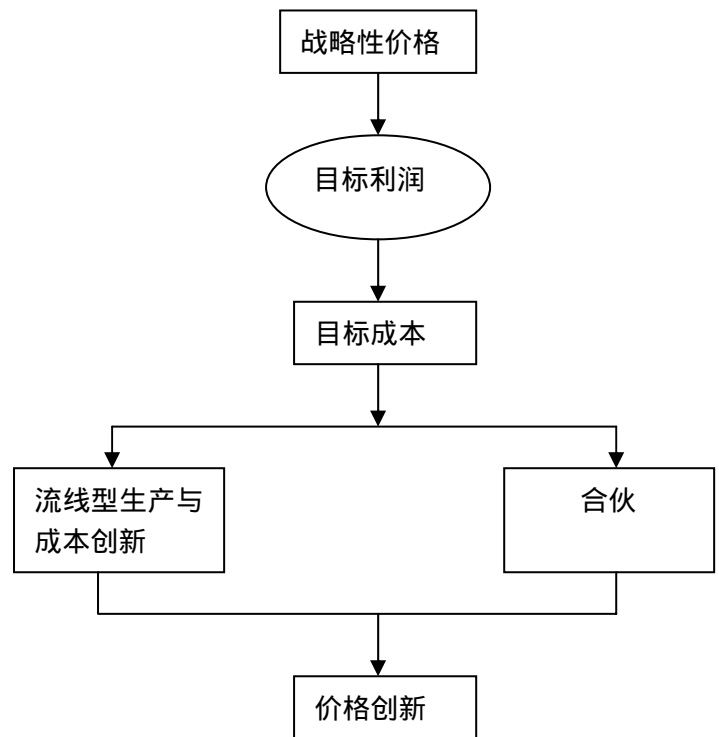 战略性价格
目标利润
目标成本
流线型生产与
成本创新
合伙
价格创新